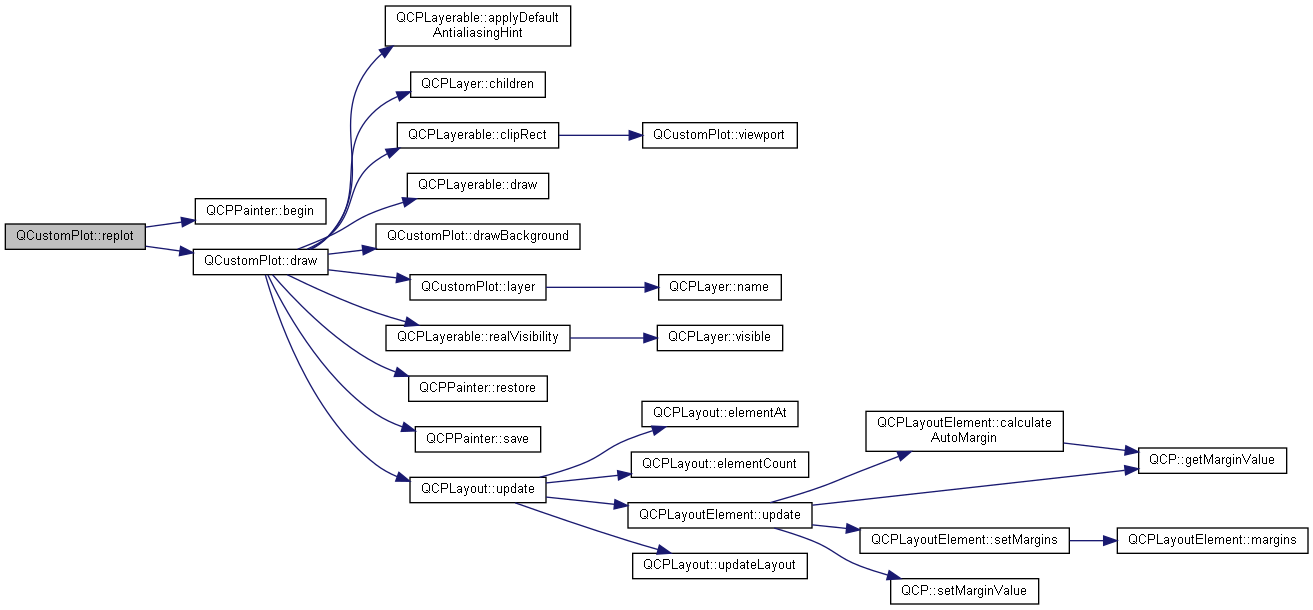 QCPLayerable::applyDefault
AntialiasingHint
QCPLayer::children
QCPLayerable::clipRect
QCustomPlot::viewport
QCPLayerable::draw
QCPPainter::begin
QCustomPlot::replot
QCustomPlot::drawBackground
QCustomPlot::draw
QCustomPlot::layer
QCPLayer::name
QCPLayerable::realVisibility
QCPLayer::visible
QCPPainter::restore
QCPLayout::elementAt
QCPLayoutElement::calculate
AutoMargin
QCPPainter::save
QCP::getMarginValue
QCPLayout::elementCount
QCPLayout::update
QCPLayoutElement::update
QCPLayoutElement::setMargins
QCPLayoutElement::margins
QCPLayout::updateLayout
QCP::setMarginValue